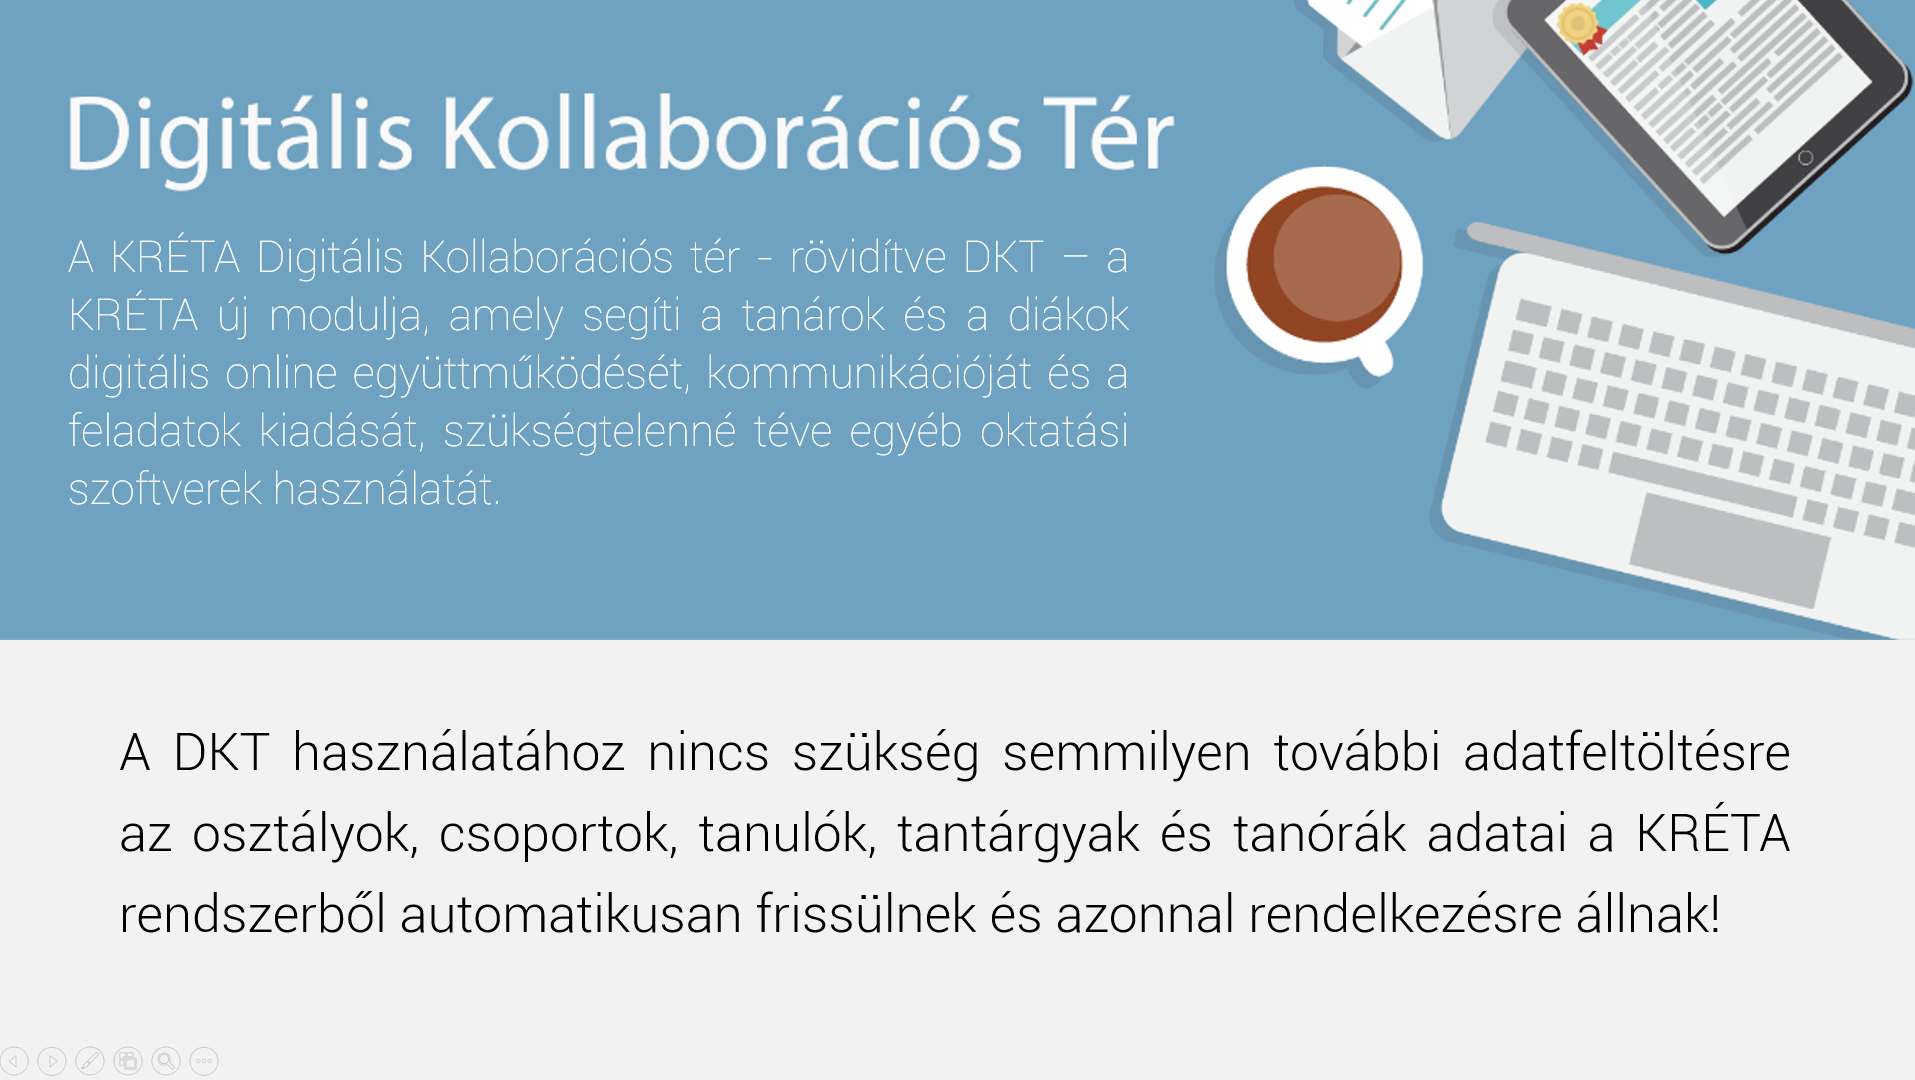 Digitális Kollaborációs Tér
A KRÉTA Digitális Kollaborációs tér - rövidítve DKT – a
KRÉTA új modulja, amely segíti a tanárok és a diákok
digitális online együttműködését, kommunikációját és a
feladatok kiadását, szükségtelenné téve egyéb oktatási
szoftverek használatát.
A DKT használatához nincs szükség semmilyen további adatfeltöltésre
az osztályok, csoportok, tanulók, tantárgyak és tanórák adatai a KRÉTA
rendszerből automatikusan frissülnek és azonnal rendelkezésre állnak!